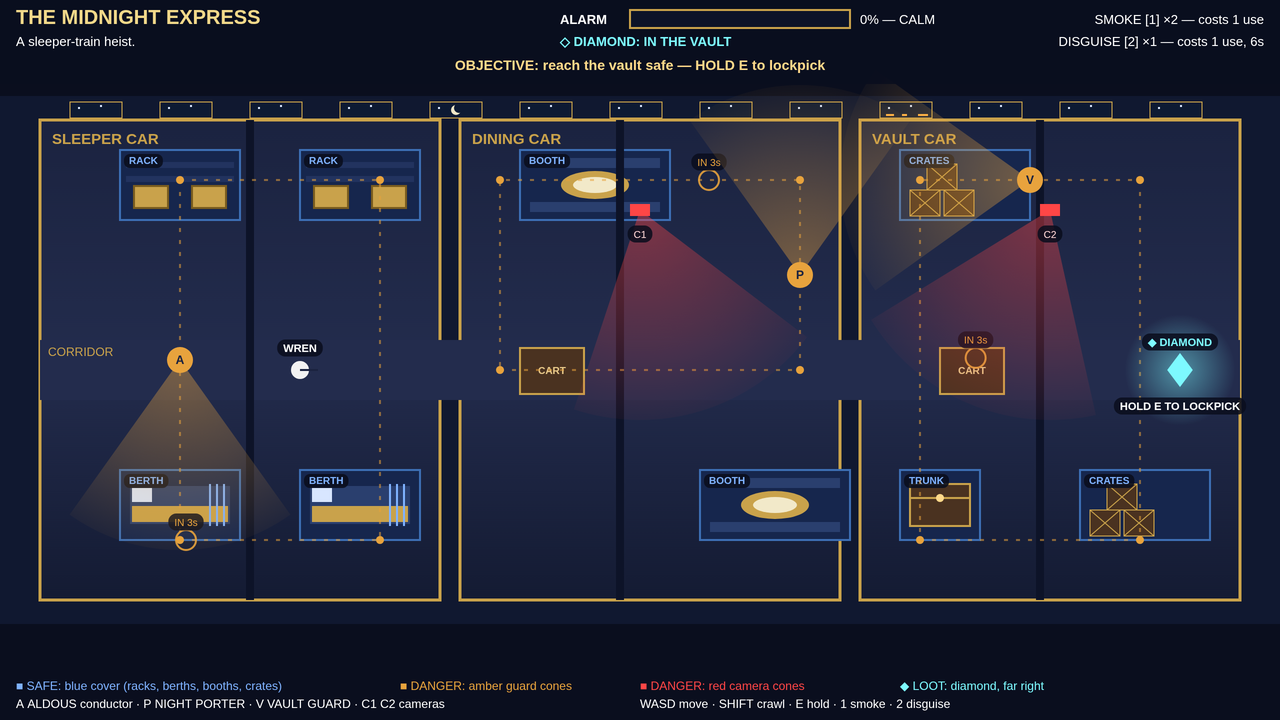 THE MIDNIGHT EXPRESS
A sleeper-train heist.
ALARM 0% — CALM
◇ DIAMOND: IN THE VAULT
OBJECTIVE: reach the vault safe — HOLD E to lockpick
SMOKE [1] ×2 — costs 1 use
DISGUISE [2] ×1 — costs 1 use, 6s
SLEEPER CAR
RACK
RACK
CORRIDOR
A
WREN
BERTH
IN 3s
BERTH
DINING CAR
BOOTH
IN 3s
C1
P
CART
BOOTH
VAULT CAR
CRATES
V
C2
IN 3s
CART
◆ DIAMOND
HOLD E TO LOCKPICK
TRUNK
CRATES
■ SAFE: blue cover (racks, berths, booths, crates)
■ DANGER: amber guard cones
■ DANGER: red camera cones
◆ LOOT: diamond, far right
A ALDOUS conductor · P NIGHT PORTER · V VAULT GUARD · C1 C2 cameras
WASD move · SHIFT crawl · E hold · 1 smoke · 2 disguise